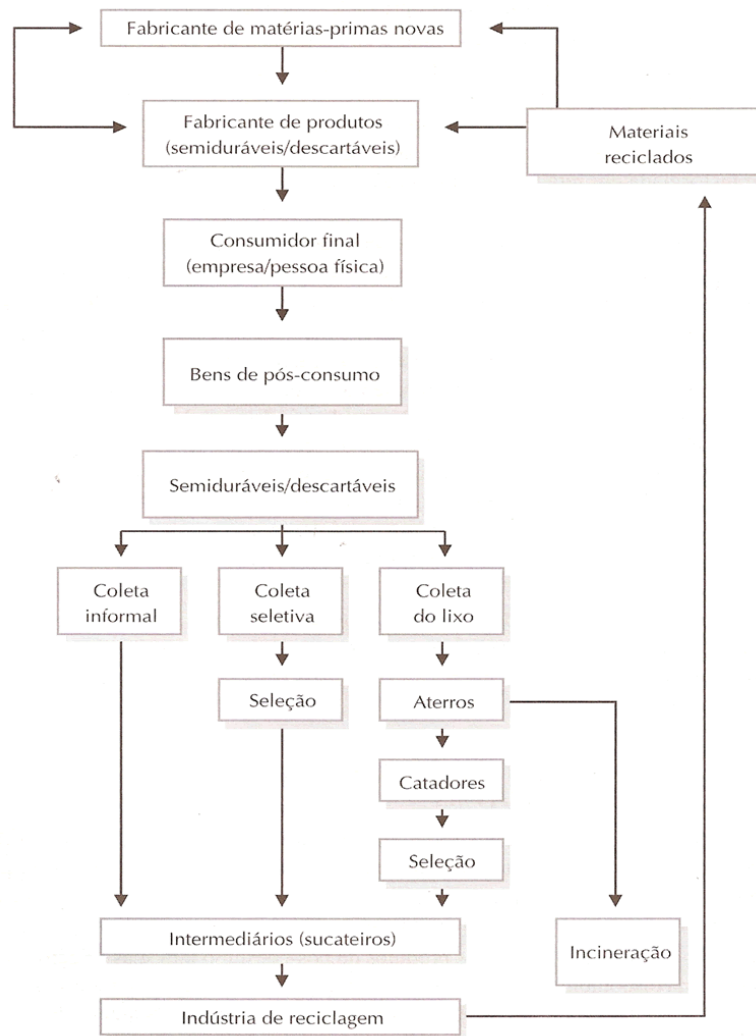 Fabricante de matérias-primas novas
Fabricante de produtos
(semiduráveis/descartáveis)
Materiais
reciclados
Consumidor final
(empresa/pessoa física)
Bens de pós-consumo
Semiduráveis/descartáveis
Coleta
informal
Coleta
seletiva
Coleta
do lixo
Seleção
Aterros
Catadores
Seleção
Intermediários (sucateiros)
Incineração
Indústria de reciclagem